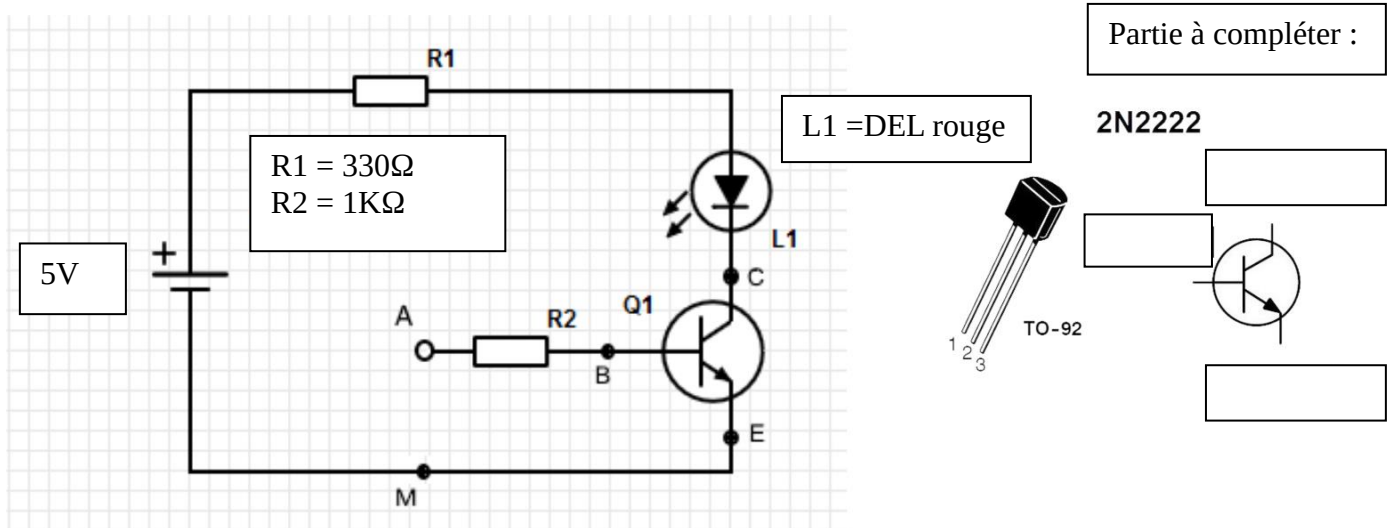 R1
R1 = 330Ω
R2 = 1KΩ
L1 =DEL rouge
L1
5V
+
C
A
R2
Q1
B
E
M
Partie à compléter :
2N2222
TO-92
1
2
3